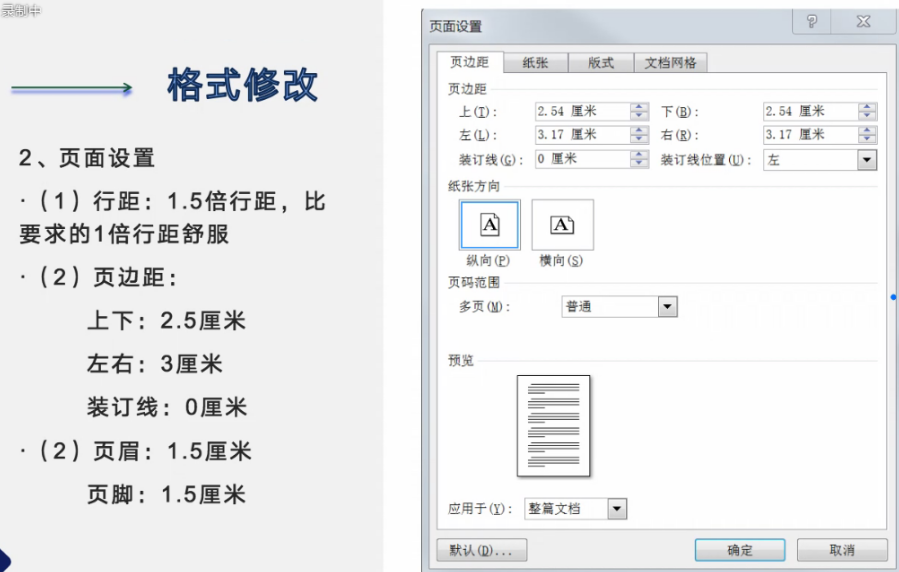 录制中
格式修改
2、页面设置
·（1）行距：1.5倍行距，比
要求的1倍行距舒服
·（2）页边距：
上下：2.5厘米
左右：3厘米
装订线：0厘米
·（2）页眉：1.5厘米
页脚：1.5厘米
页面设置
页边距 纸张 版式 文档网格
页边距
上(T)： 2.54 厘米 下(B)： 2.54 厘米
左(L)： 3.17 厘米 右(R)： 3.17 厘米
装订线(G)： 0 厘米 装订线位置(U)： 左
纸张方向
A A
纵向(P) 横向(S)
页码范围
多页(M)： 普通
预览
应用于(Y)： 整篇文档
默认(D)... 确定 取消